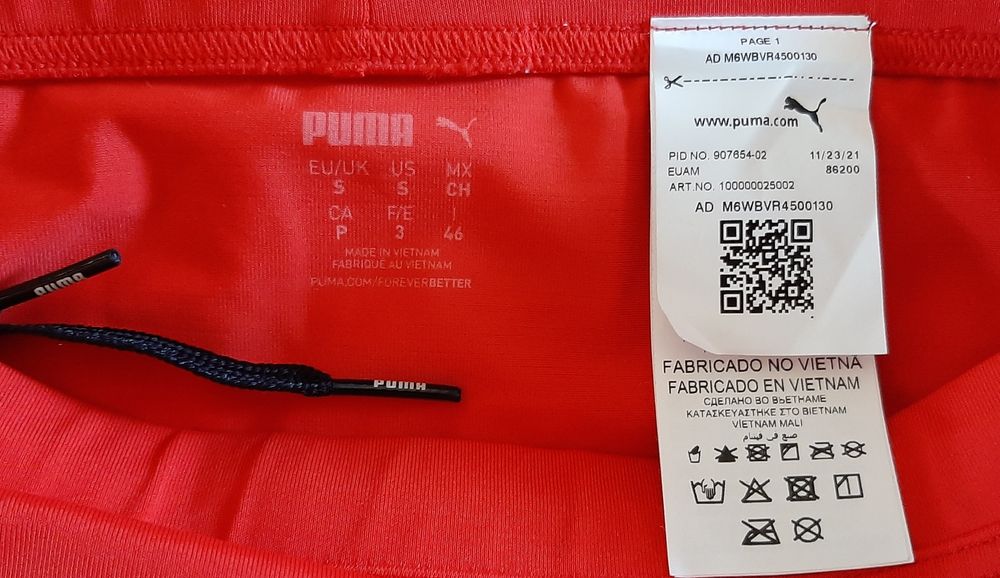 PUMA
EU/UK US MX
S S CH
CA F/E I
P 3 46
MADE IN VIETNAM
FABRIQUÉ AU VIETNAM
PUMA.COM/FOREVERBETTER
PUMA
PUMA
PAGE 1
AD M6WBVR4500130
www.puma.com
PID NO. 907654-02 11/23/21
EUAM 86200
ART.NO. 100000025002
AD M6WBVR4500130
FABRICADO NO VIETNA
FABRICADO EN VIETNAM
СДЕЛАНО ВО ВЬЕТНАМЕ
ΚΑΤΑΣΚΕΥΑΣΤΗΚΕ ΣΤΟ ΒΙΕΤΝΑΜ
VİETNAM MALI
صنع في فيتنام